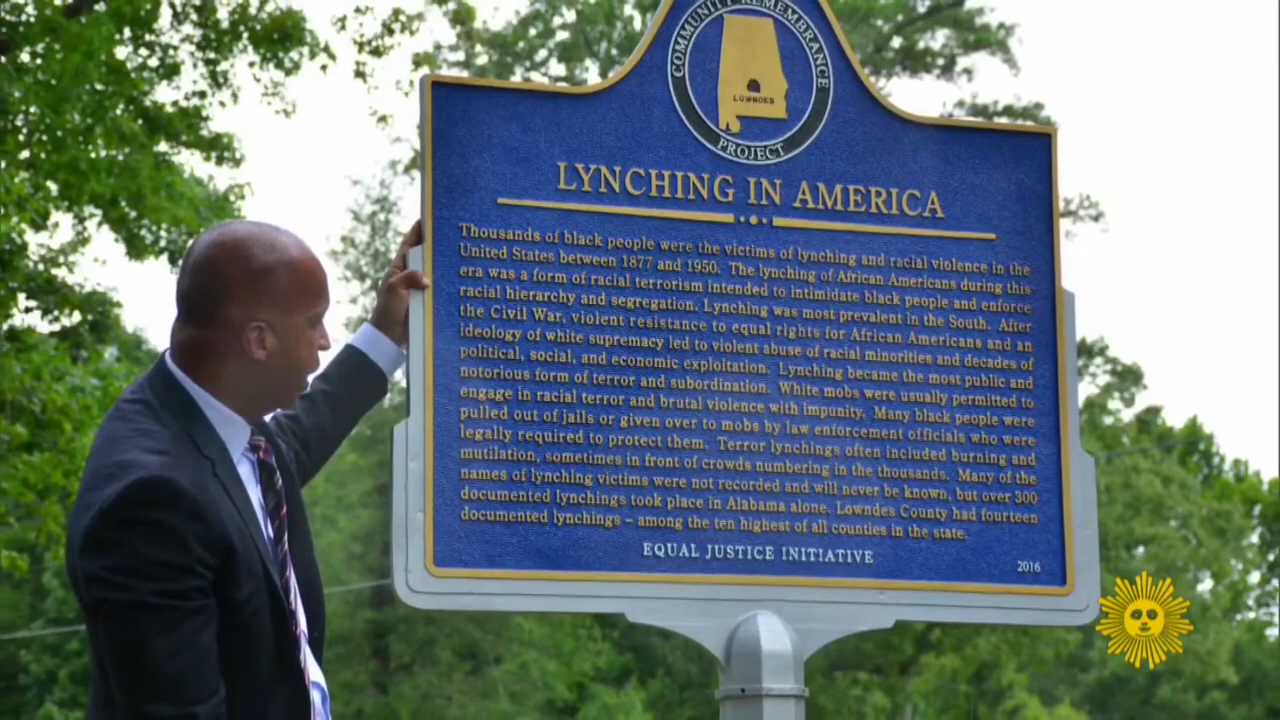 COMMUNITY REMEMBRANCE
LOWNDES
PROJECT
LYNCHING IN AMERICA
Thousands of black people were the victims of lynching and racial violence in the
United States between 1877 and 1950. The lynching of African Americans during this
era was a form of racial terrorism intended to intimidate black people and enforce
racial hierarchy and segregation. Lynching was most prevalent in the South. After
the Civil War, violent resistance to equal rights for African Americans and an
ideology of white supremacy led to violent abuse of racial minorities and decades of
political, social, and economic exploitation. Lynching became the most public and
notorious form of terror and subordination. White mobs were usually permitted to
engage in racial terror and brutal violence with impunity. Many black people were
pulled out of jails or given over to mobs by law enforcement officials who were
legally required to protect them. Terror lynchings often included burning and
mutilation, sometimes in front of crowds numbering in the thousands. Many of the
names of lynching victims were not recorded and will never be known, but over 300
documented lynchings took place in Alabama alone. Lowndes County had fourteen
documented lynchings – among the ten highest of all counties in the state.
EQUAL JUSTICE INITIATIVE
2016